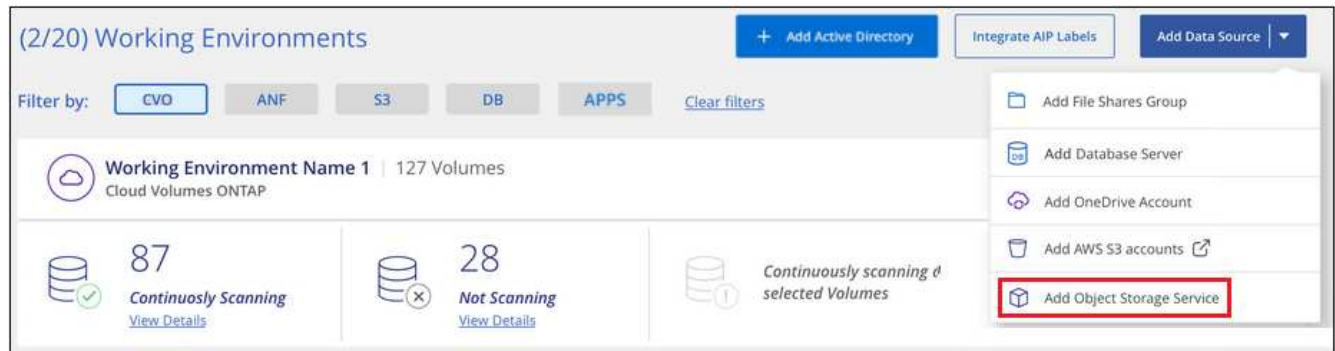 (2/20) Working Environments
+ Add Active Directory
Integrate AIP Labels
Add Data Source
Filter by:
CVO
ANF
S3
DB
APPS
Clear filters
Add File Shares Group
DB
Add Database Server
Working Environment Name 1 | 127 Volumes
Cloud Volumes ONTAP
Add OneDrive Account
Add AWS S3 accounts
Add Object Storage Service
87
Continuosly Scanning
View Details
28
Not Scanning
View Details
Continuously scanning
selected Volumes